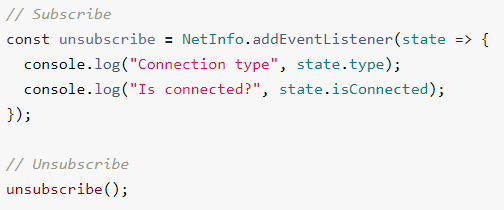 // Subscribe
const unsubscribe = NetInfo.addEventListener(state => {
  console.log("Connection type", state.type);
  console.log("Is connected?", state.isConnected);
});

// Unsubscribe
unsubscribe();